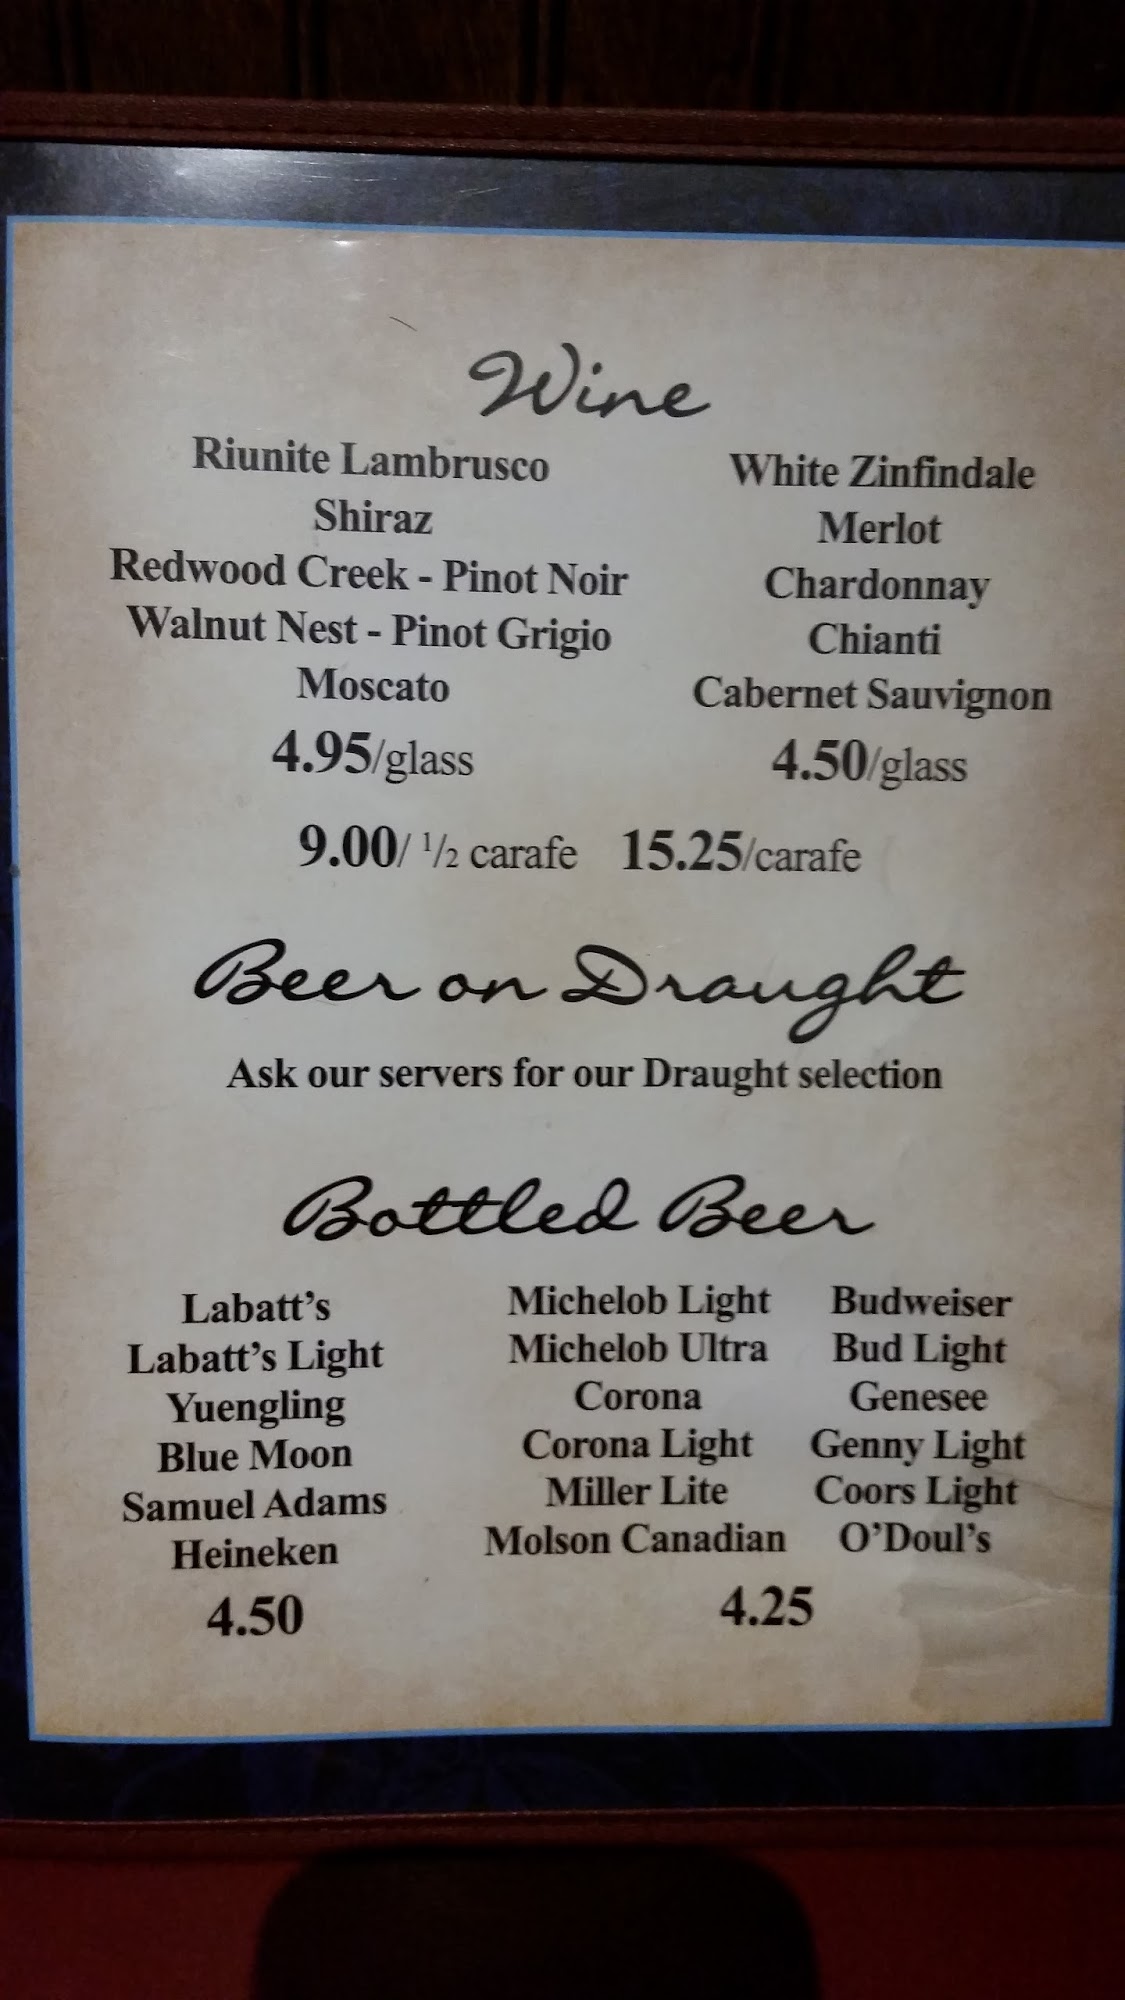 Wine
Riunite Lambrusco
Shiraz
Redwood Creek - Pinot Noir
Walnut Nest - Pinot Grigio
Moscato
4.95/glass
White Zinfindale
Merlot
Chardonnay
Chianti
Cabernet Sauvignon
4.50/glass
9.00/ 1/2 carafe 15.25/carafe
Beer on Draught
Ask our servers for our Draught selection
Bottled Beer
Labatt's
Labatt's Light
Yuengling
Blue Moon
Samuel Adams
Heineken
4.50
Michelob Light
Michelob Ultra
Corona
Corona Light
Miller Lite
Molson Canadian
Budweiser
Bud Light
Genesee
Genny Light
Coors Light
O'Doul's
4.25